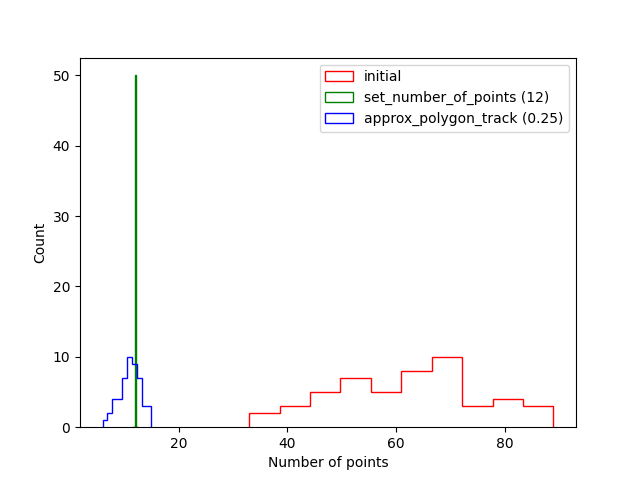 50
40
30
20
10
0
Count
initial
set_number_of_points (12)
approx_polygon_track (0.25)
20
40
60
80
Number of points